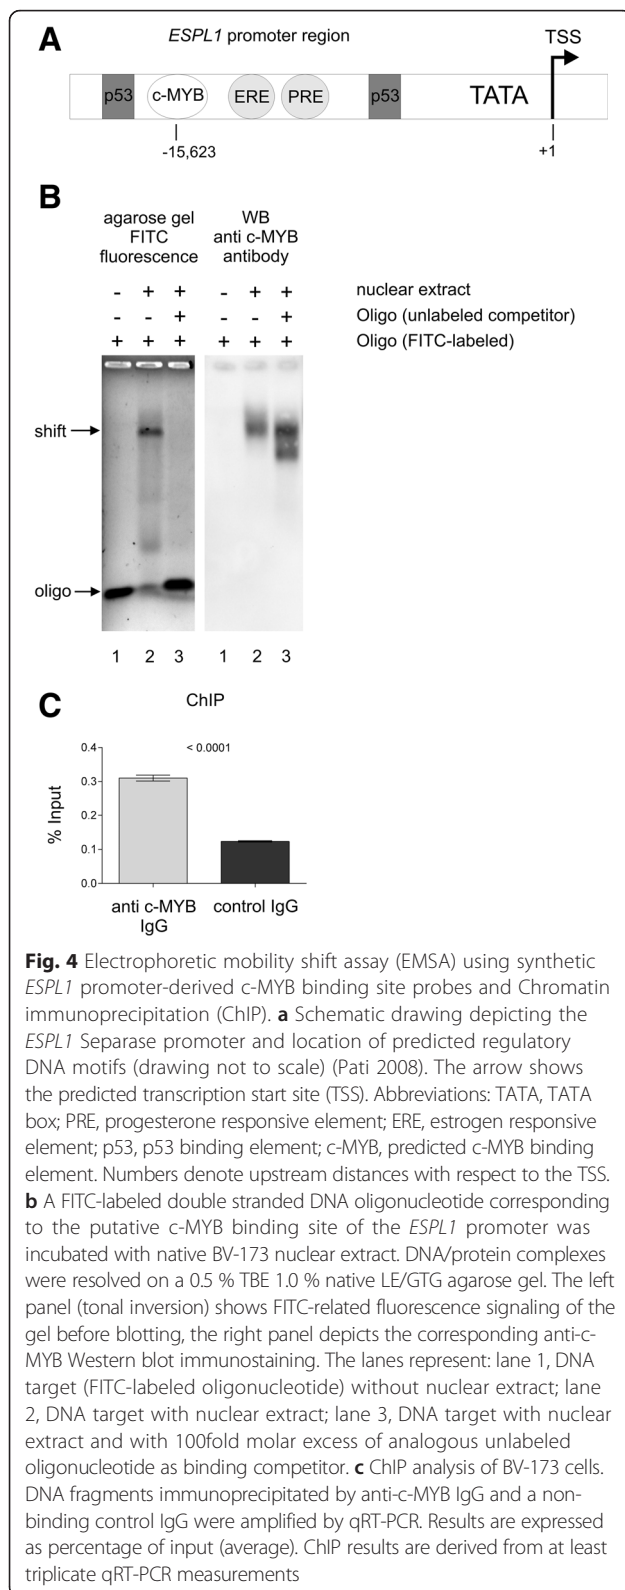 A
ESPL1 promoter region
TSS
p53 c-MYB ERE PRE p53 TATA
-15,623 +1
B
agarose gel
FITC
fluorescence
WB
anti c-MYB
antibody
- + + - + + nuclear extract
- - + - - + Oligo (unlabeled competitor)
+ + + + + + Oligo (FITC-labeled)
shift
oligo
1 2 3 1 2 3
C
ChIP
< 0.0001
% Input
0.4
0.3
0.2
0.1
0.0
anti c-MYB
IgG
control IgG
Fig. 4 Electrophoretic mobility shift assay (EMSA) using synthetic
ESPL1 promoter-derived c-MYB binding site probes and Chromatin
immunoprecipitation (ChIP). a Schematic drawing depicting the
ESPL1 Separase promoter and location of predicted regulatory
DNA motifs (drawing not to scale) (Pati 2008). The arrow shows
the predicted transcription start site (TSS). Abbreviations: TATA, TATA
box; PRE, progesterone responsive element; ERE, estrogen responsive
element; p53, p53 binding element; c-MYB, predicted c-MYB binding
element. Numbers denote upstream distances with respect to the TSS.
b A FITC-labeled double stranded DNA oligonucleotide corresponding
to the putative c-MYB binding site of the ESPL1 promoter was
incubated with native BV-173 nuclear extract. DNA/protein complexes
were resolved on a 0.5 % TBE 1.0 % native LE/GTG agarose gel. The left
panel (tonal inversion) shows FITC-related fluorescence signaling of the
gel before blotting, the right panel depicts the corresponding anti-c-
MYB Western blot immunostaining. The lanes represent: lane 1, DNA
target (FITC-labeled oligonucleotide) without nuclear extract; lane
2, DNA target with nuclear extract; lane 3, DNA target with nuclear
extract and with 100fold molar excess of analogous unlabeled
oligonucleotide as binding competitor. c ChIP analysis of BV-173 cells.
DNA fragments immunoprecipitated by anti-c-MYB IgG and a non-
binding control IgG were amplified by qRT-PCR. Results are expressed
as percentage of input (average). ChIP results are derived from at least
triplicate qRT-PCR measurements